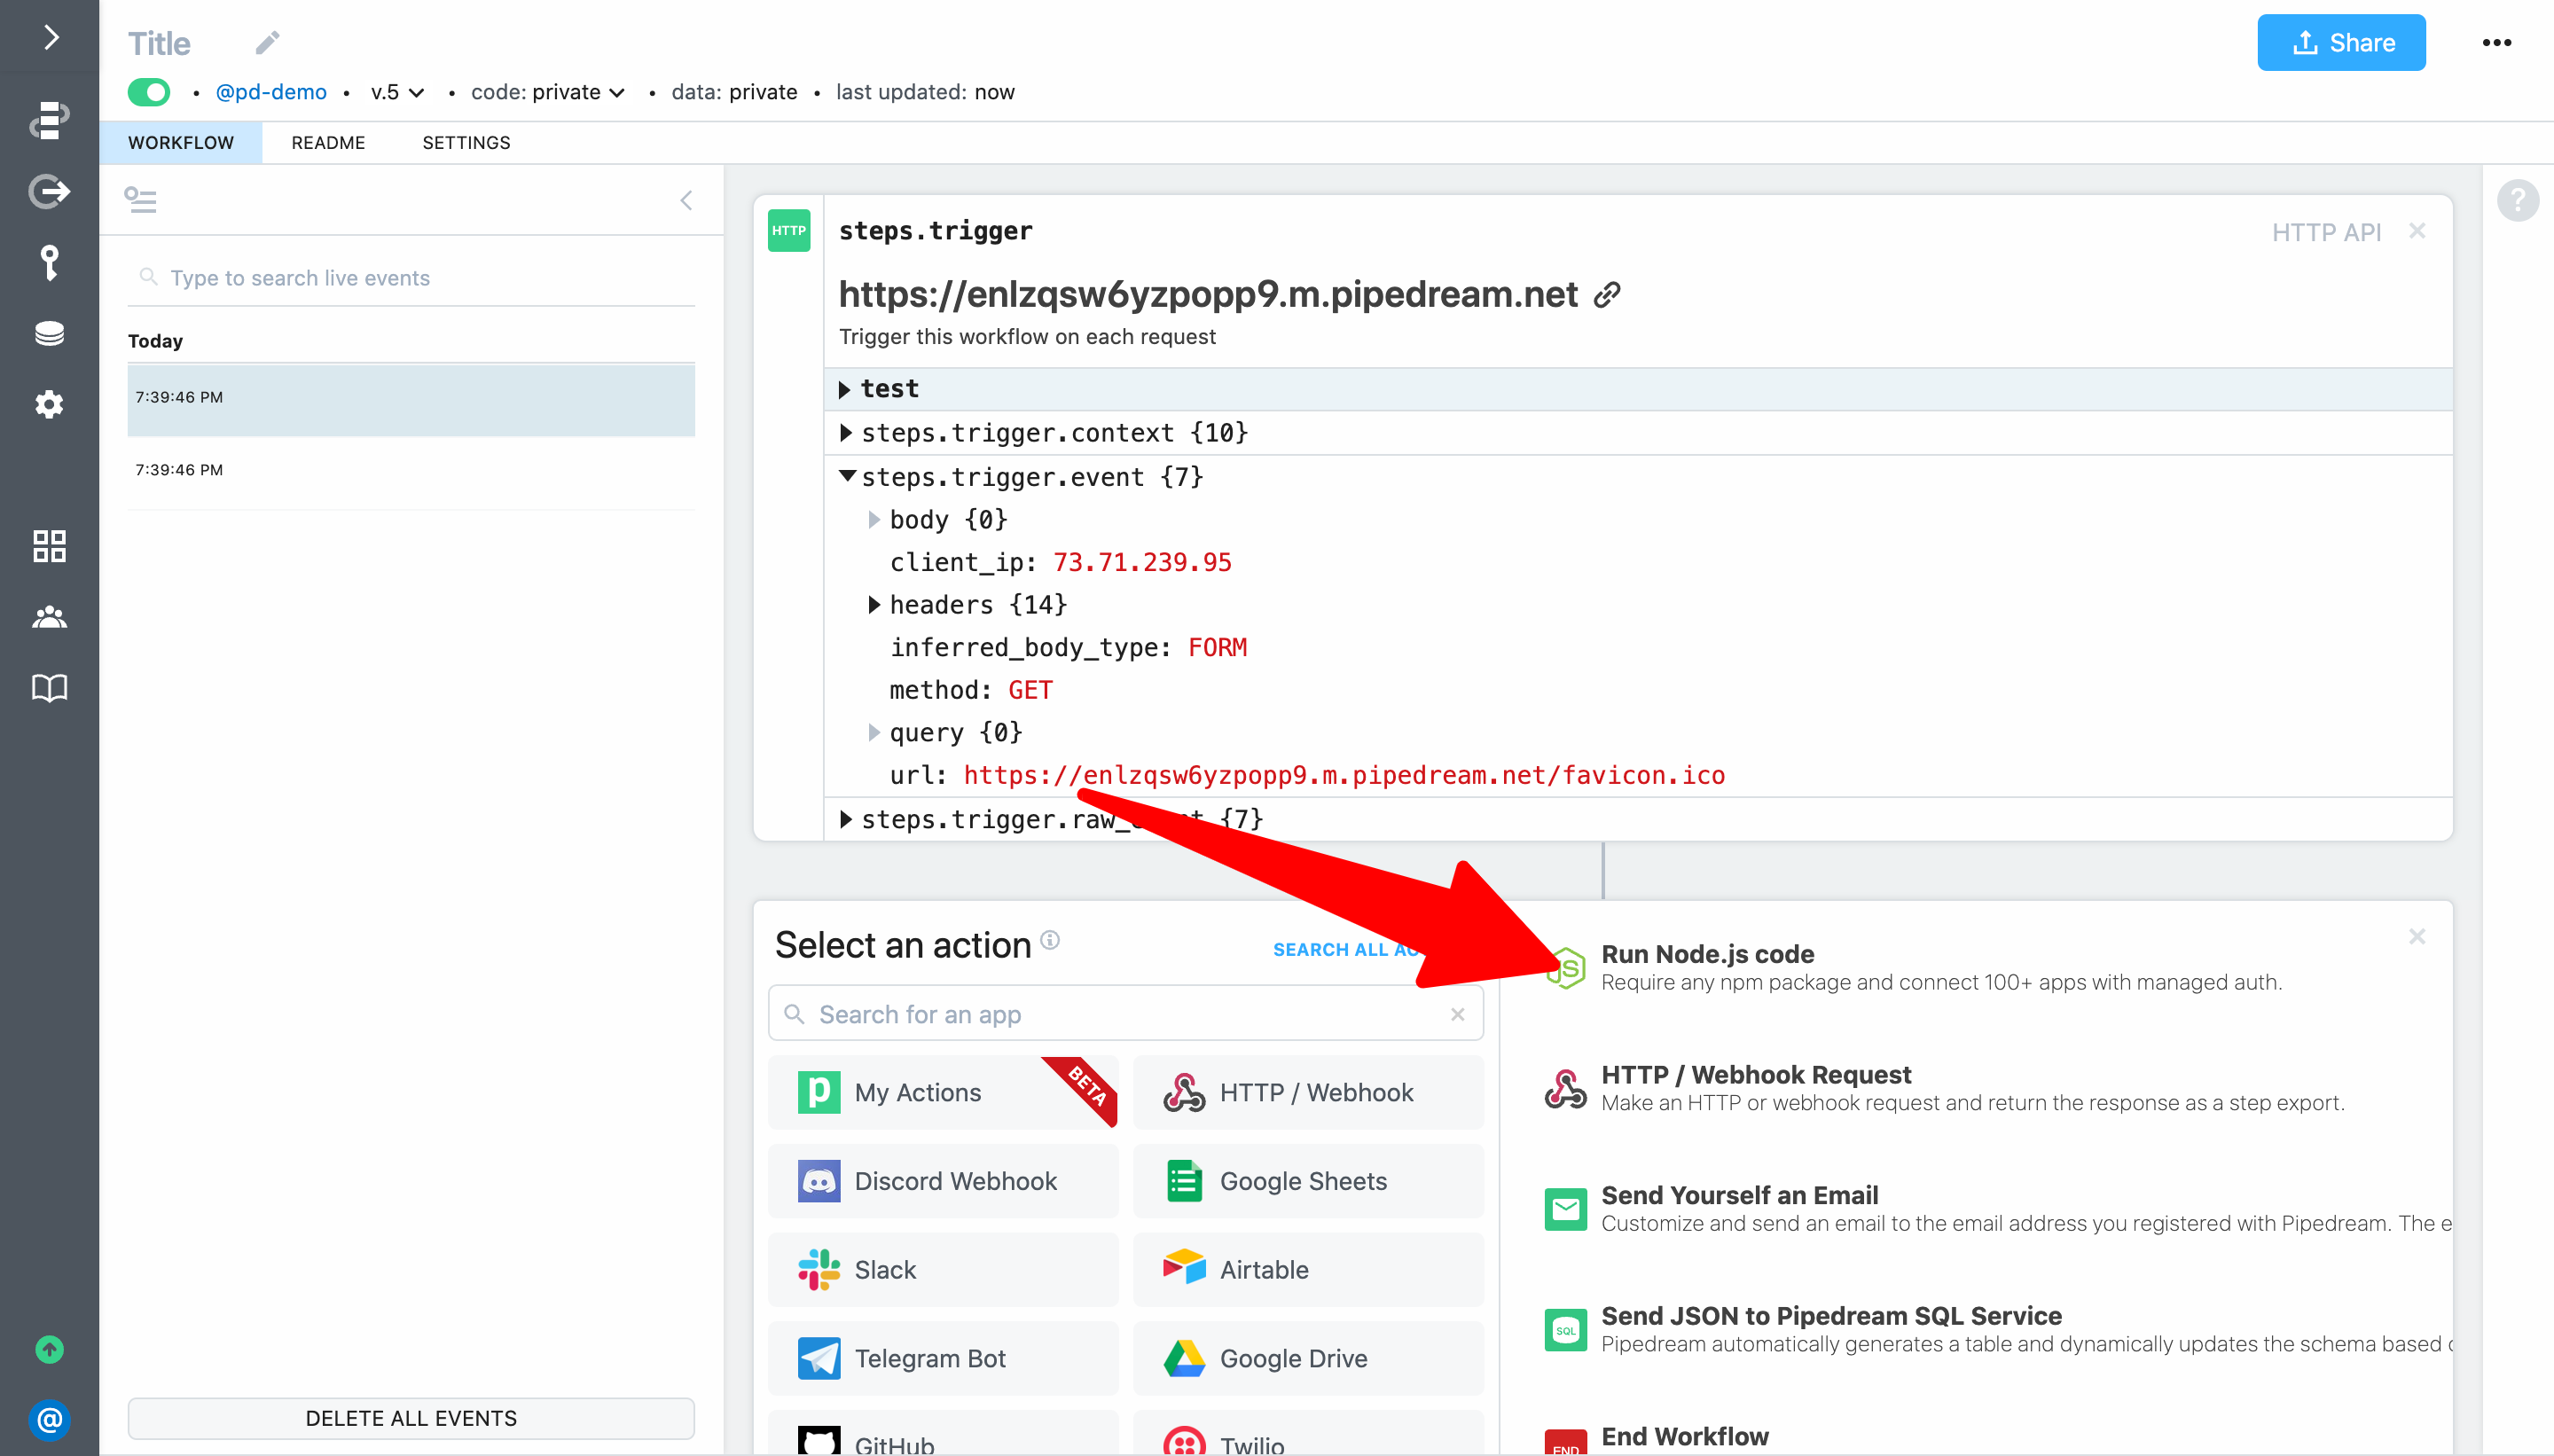 Title
Share
@pd-demo • v.5 • code: private • data: private • last updated: now
WORKFLOW README SETTINGS
Type to search live events
Today
7:39:46 PM
7:39:46 PM
DELETE ALL EVENTS
@
HTTP
steps.trigger
HTTP API
https://enlzqsw6yzpopp9.m.pipedream.net
Trigger this workflow on each request
test
steps.trigger.context {10}
steps.trigger.event {7}
body {0}
client_ip: 73.71.239.95
headers {14}
inferred_body_type: FORM
method: GET
query {0}
url: https://enlzqsw6yzpopp9.m.pipedream.net/favicon.ico
steps.trigger.raw_ {7}
?
Select an action
SEARCH ALL
Search for an app
p My Actions
BETA
HTTP / Webhook
Discord Webhook
Google Sheets
Slack
Airtable
Telegram Bot
Google Drive
GitHub
Twilio
Run Node.js code
Require any npm package and connect 100+ apps with managed auth.
HTTP / Webhook Request
Make an HTTP or webhook request and return the response as a step export.
Send Yourself an Email
Customize and send an email to the email address you registered with Pipedream. The
SQL
Send JSON to Pipedream SQL Service
Pipedream automatically generates a table and dynamically updates the schema based
END
End Workflow